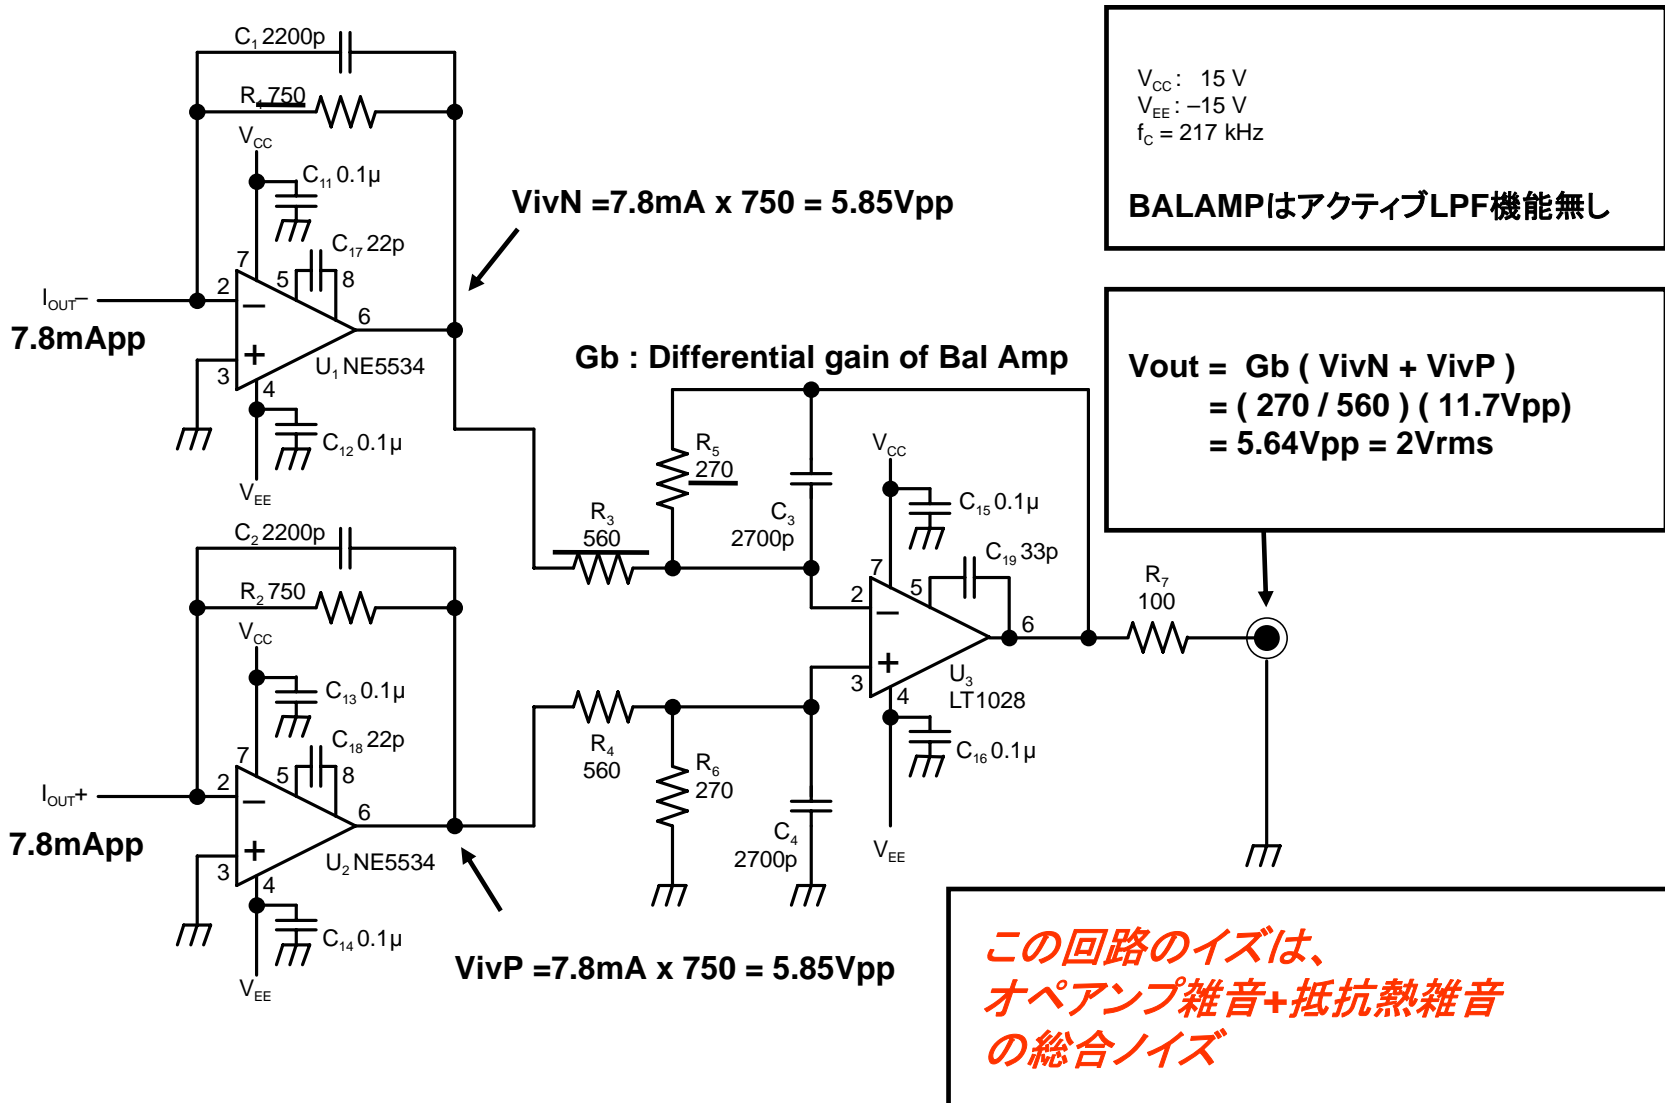 C1 2200p
R1 750
VCC
C11 0.1µ
C17 22p
7
5
8
2
6
IOUT−
7.8mApp
−
+
3
4
U1 NE5534
C12 0.1µ
VEE
VivN =7.8mA x 750 = 5.85Vpp
VCC: 15 V
VEE: –15 V
fC = 217 kHz
BALAMPはアクティブLPF機能無し
Gb : Differential gain of Bal Amp
Vout = Gb ( VivN + VivP )
= ( 270 / 560 ) ( 11.7Vpp)
= 5.64Vpp = 2Vrms
C2 2200p
R2 750
VCC
C13 0.1µ
C18 22p
7
5
8
2
6
IOUT+
7.8mApp
−
+
3
4
U2 NE5534
C14 0.1µ
VEE
VivP =7.8mA x 750 = 5.85Vpp
R3
560
R5
270
C3
2700p
VCC
C15 0.1µ
C19 33p
7
5
2
6
−
+
3
4
U3
LT1028
C16 0.1µ
VEE
R4
560
R6
270
C4
2700p
R7
100
この回路のイズは、
オペアンプ雑音+抵抗熱雑音
の総合ノイズ